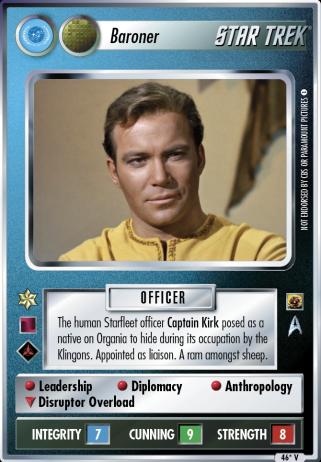 Baroner
STAR TREK
NOT ENDORSED BY CBS OR PARAMOUNT PICTURES
OFFICER
The human Starfleet officer Captain Kirk posed as a
native on Organia to hide during its occupation by the
Klingons. Appointed as liaison. A ram amongst sheep.
Leadership Diplomacy Anthropology
Disruptor Overload
INTEGRITY 7 CUNNING 9 STRENGTH 8
46* V